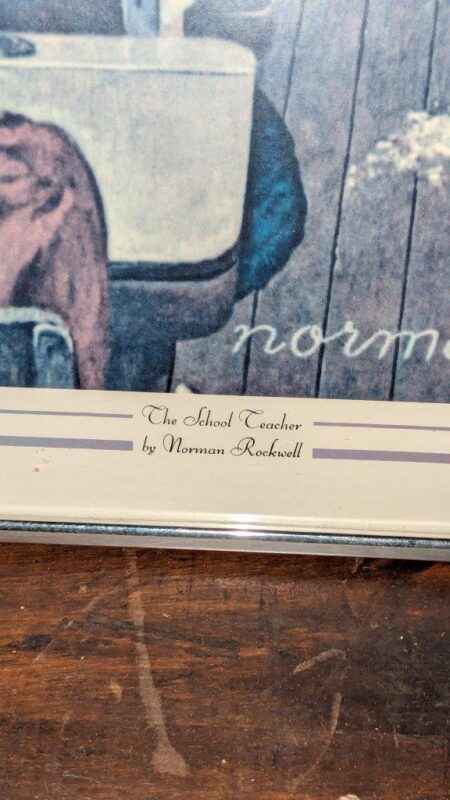 norm
The School Teacher
by Norman Rockwell